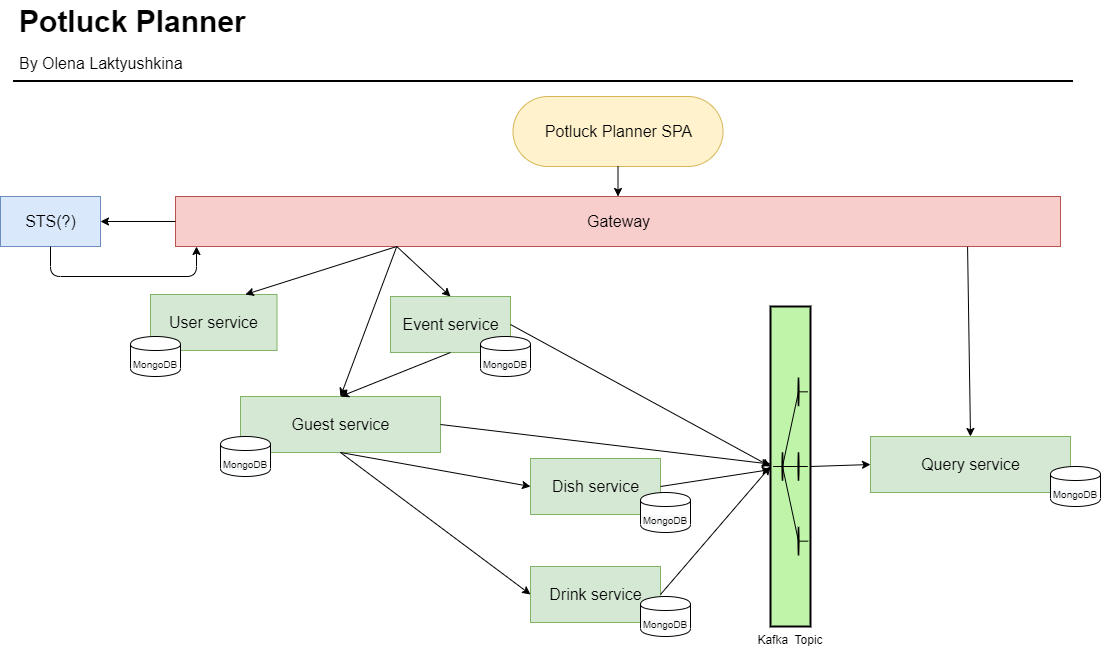 Potluck Planner
By Olena Laktyushkina
Potluck Planner SPA
STS(?)
Gateway
User service
MongoDB
Event service
MongoDB
Guest service
MongoDB
Dish service
MongoDB
Drink service
MongoDB
Query service
MongoDB
Kafka Topic